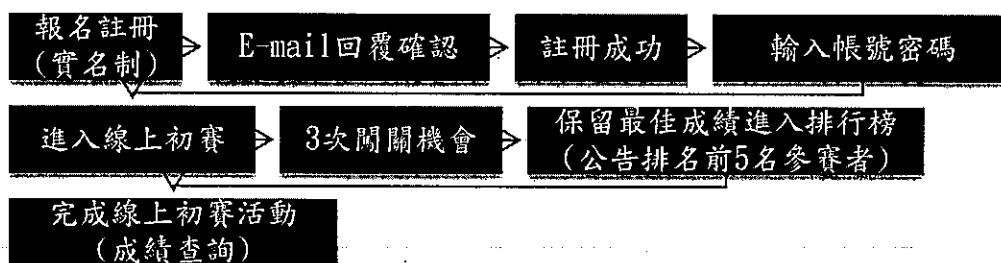 報名註冊
(實名制)
E-mail回覆確認
註冊成功
輸入帳號密碼
進入線上初賽
3次闖關機會
保留最佳成績進入排行榜
(公告排名前5名參賽者)
完成線上初賽活動
(成績查詢)